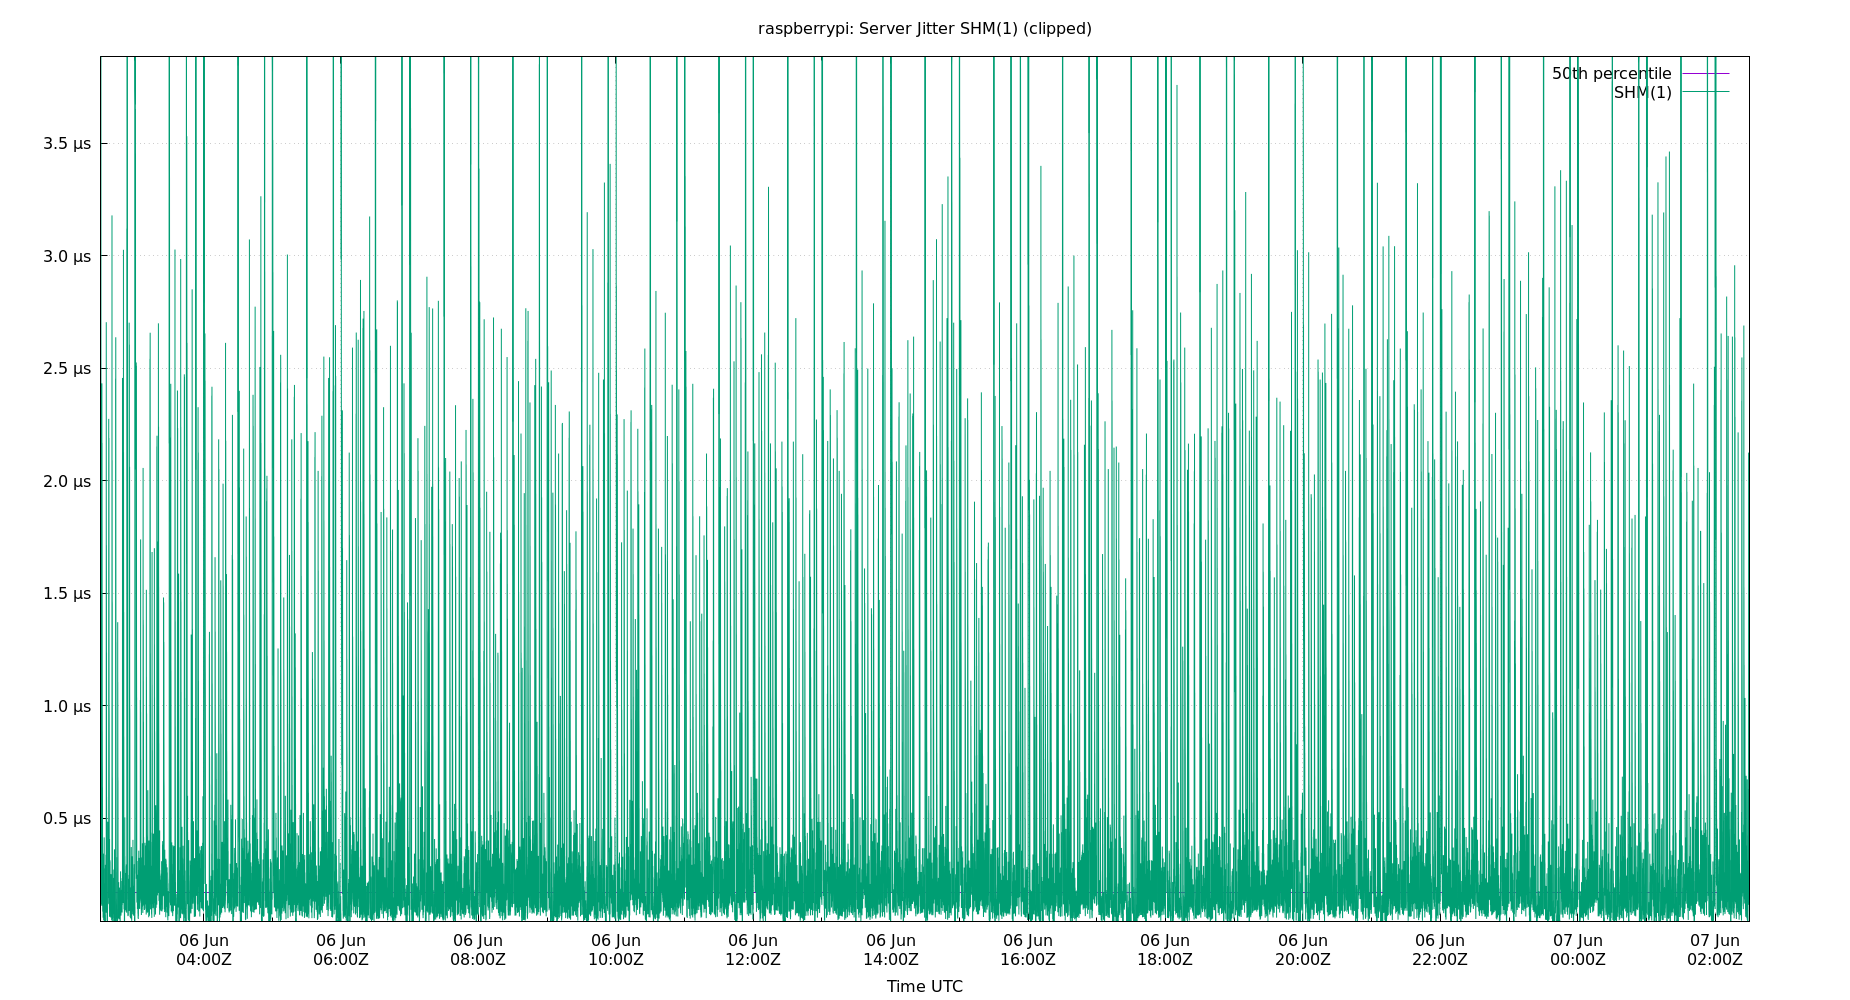 raspberrypi: Server Jitter SHM(1) (clipped)
50th percentile
SHM(1)
3.5 µs
3.0 µs
2.5 µs
2.0 µs
1.5 µs
1.0 µs
0.5 µs
06 Jun 06 Jun 06 Jun 06 Jun 06 Jun 06 Jun 06 Jun 06 Jun 06 Jun 06 Jun 07 Jun 07 Jun
04:00Z 06:00Z 08:00Z 10:00Z 12:00Z 14:00Z 16:00Z 18:00Z 20:00Z 22:00Z 00:00Z 02:00Z
Time UTC